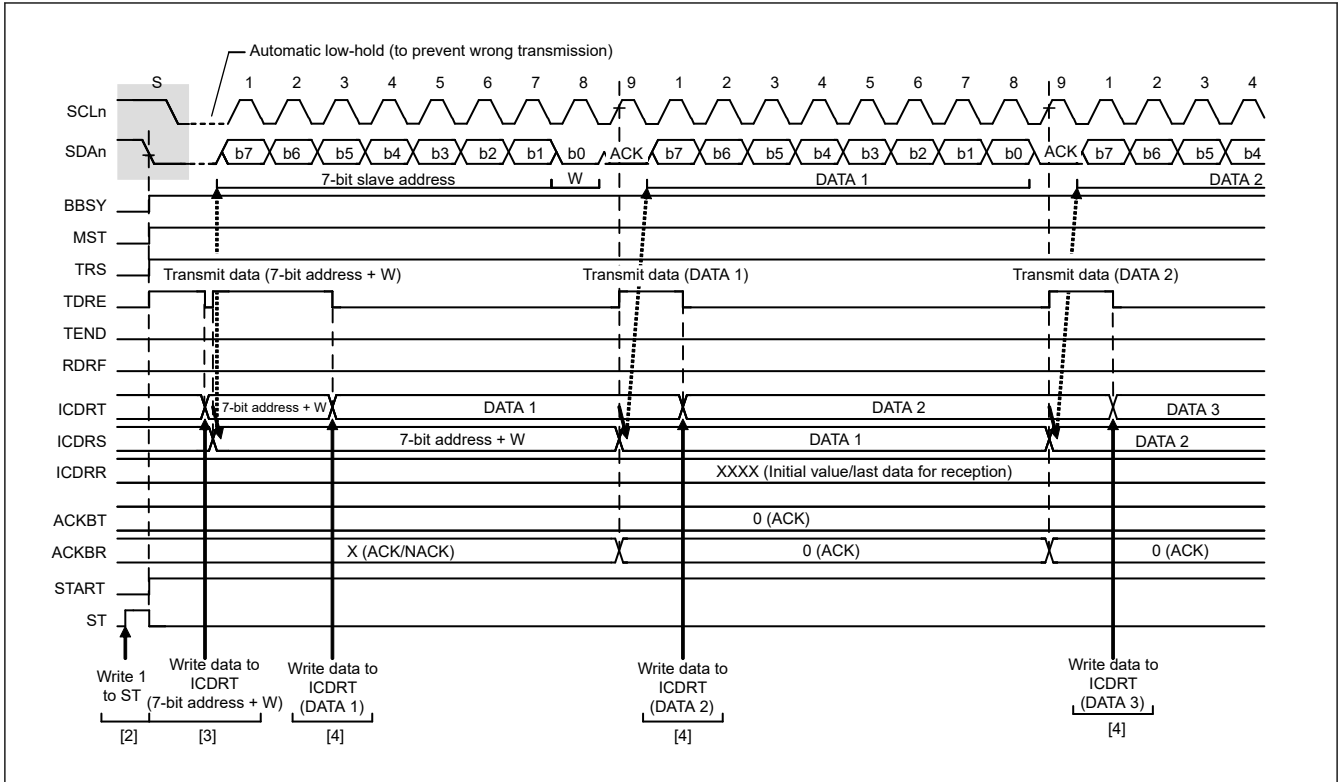 Automatic low-hold (to prevent wrong transmission)
S 1 2 3 4 5 6 7 8 9 1 2 3 4 5 6 7 8 9 1 2 3 4
SCLn
SDAn b7 b6 b5 b4 b3 b2 b1 b0 ACK b7 b6 b5 b4 b3 b2 b1 b0 ACK b7 b6 b5 b4
7-bit slave address W DATA 1 DATA 2
BBSY
MST
TRS
Transmit data (7-bit address + W) Transmit data (DATA 1) Transmit data (DATA 2)
TDRE
TEND
RDRF
ICDRT 7-bit address + W DATA 1 DATA 2 DATA 3
ICDRS 7-bit address + W DATA 1 DATA 2
ICDRR XXXX (Initial value/last data for reception)
ACKBT 0 (ACK)
ACKBR X (ACK/NACK) 0 (ACK) 0 (ACK)
START
ST
Write 1
to ST
[2]
Write data to
ICDRT
(7-bit address + W)
[3]
Write data to
ICDRT
(DATA 1)
[4]
Write data to
ICDRT
(DATA 2)
[4]
Write data to
ICDRT
(DATA 3)
[4]